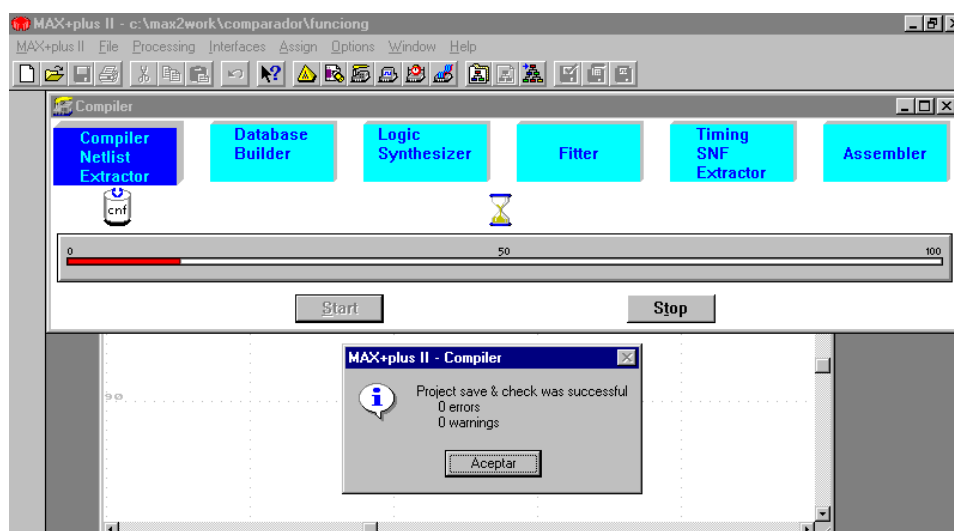 MAX+plus II - c:\max2work\comparador\funciong
MAX+plus II File Processing Interfaces Assign Options Window Help
Compiler
Compiler
Netlist
Extractor
Database
Builder
Logic
Synthesizer
Fitter
Timing
SNF
Extractor
Assembler
cnf
0 50 100
Start Stop
MAX+plus II - Compiler
Project save & check was successful
0 errors
0 warnings
Aceptar
90